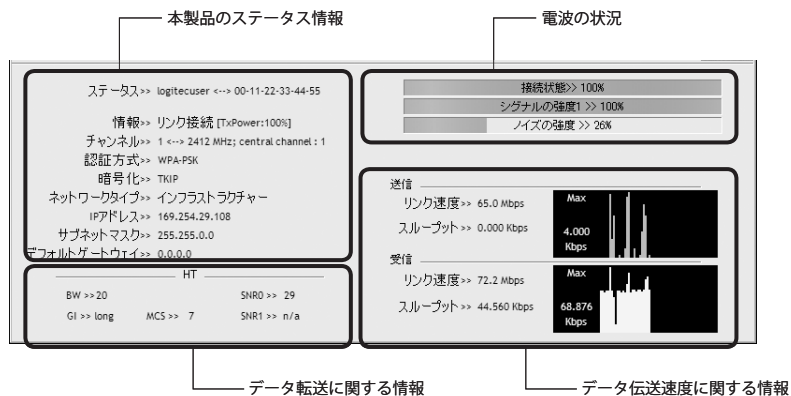 本製品のステータス情報
電波の状況
ステータス>> logitecuser <--> 00-11-22-33-44-55
情報>> リンク接続 [TxPower:100%]
チャンネル>> 1 <--> 2412 MHz; central channel : 1
認証方式>> WPA-PSK
暗号化>> TKIP
ネットワークタイプ>> インフラストラクチャー
IPアドレス>> 169.254.29.108
サブネットマスク>> 255.255.0.0
デフォルトゲートウェイ>> 0.0.0.0
接続状態>> 100%
シグナルの強度1 >> 100%
ノイズの強度 >> 26%
HT
BW >> 20 SNR0 >> 29
GI >> long MCS >> 7 SNR1 >> n/a
送信
リンク速度>> 65.0 Mbps
スループット>> 0.000 Kbps
Max
4.000
Kbps
受信
リンク速度>> 72.2 Mbps
スループット>> 44.560 Kbps
Max
68.876
Kbps
データ転送に関する情報
データ伝送速度に関する情報